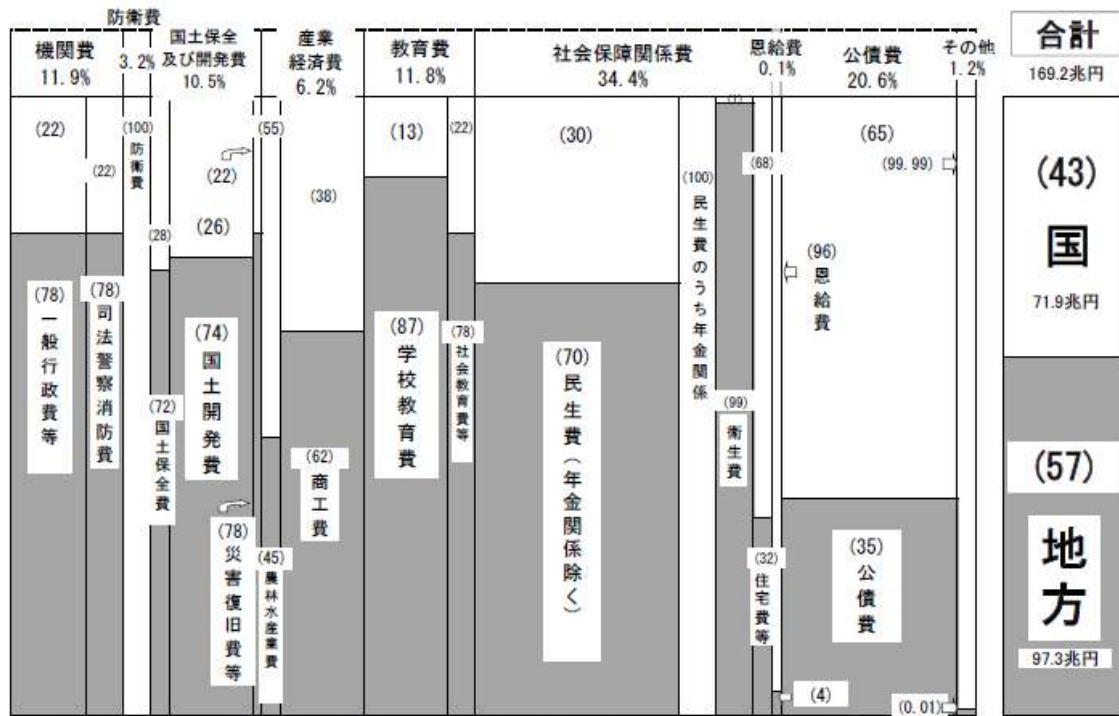 防衛費
機関費
11.9%
3.2%
国土保全
及び開発費
10.5%
産業
経済費
6.2%
教育費
11.8%
社会保障関係費
34.4%
恩給費
0.1%
公債費
20.6%
その他
1.2%
合計
169.2兆円
(22)
(22)
(100)
防衛費
(28)
(22)
(26)
(55)
(38)
(13)
(22)
(30)
(100)
民生費のうち年金関係
(1)
(68)
(96)
恩給費
(65)
(99.99)
(43)
国
71.9兆円
(78)
一般行政費等
(78)
司法警察消防費
(72)
国土保全費
(74)
国土開発費
(78)
災害復旧費等
(45)
農林水産業費
(62)
商工費
(87)
学校教育費
(78)
社会教育費等
(70)
民生費(年金関係除く)
(99)
衛生費
(32)
住宅費等
(4)
(35)
公債費
(0.01)
(57)
地方
97.3兆円